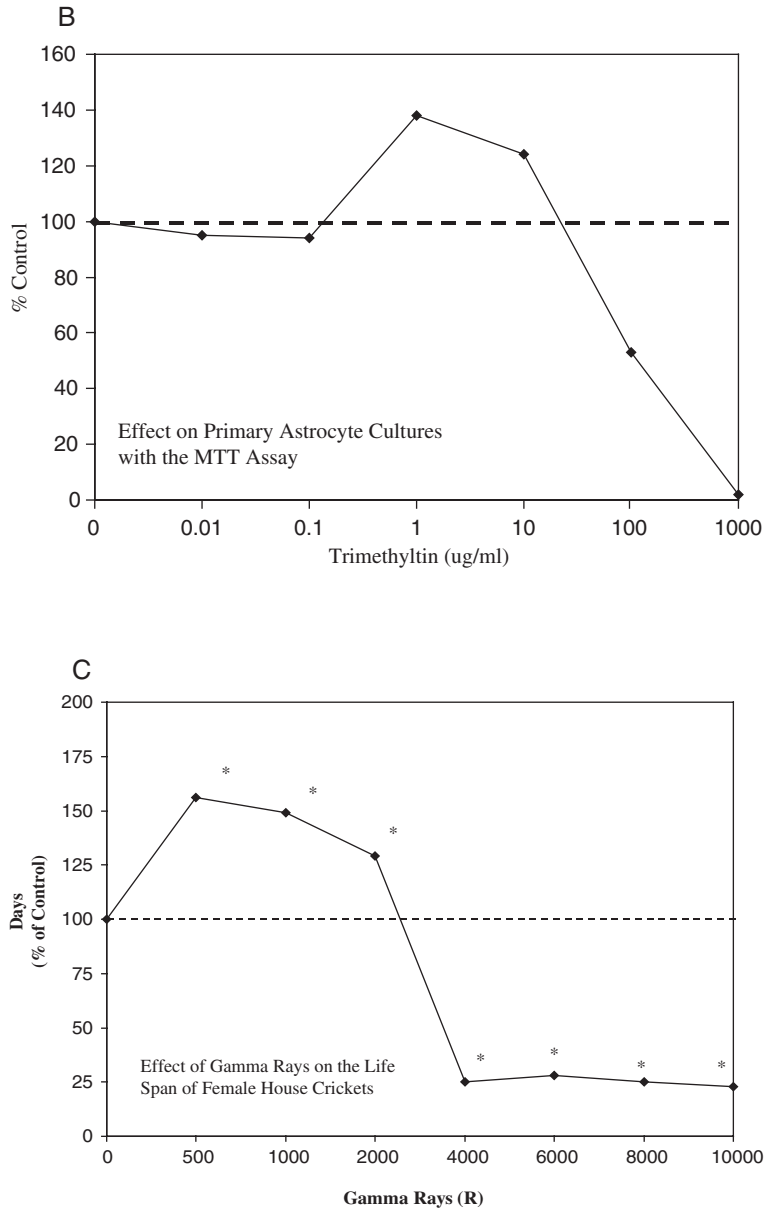 B
160
140
120
100
80
60
40
20
0
% Control
Effect on Primary Astrocyte Cultures
with the MTT Assay
0 0.01 0.1 1 10 100 1000
Trimethyltin (ug/ml)
C
200
175
150
125
100
75
50
25
0
Days
(% of Control)
*
*
*
*
*
*
*
Effect of Gamma Rays on the Life
Span of Female House Crickets
0 500 1000 2000 4000 6000 8000 10000
Gamma Rays (R)